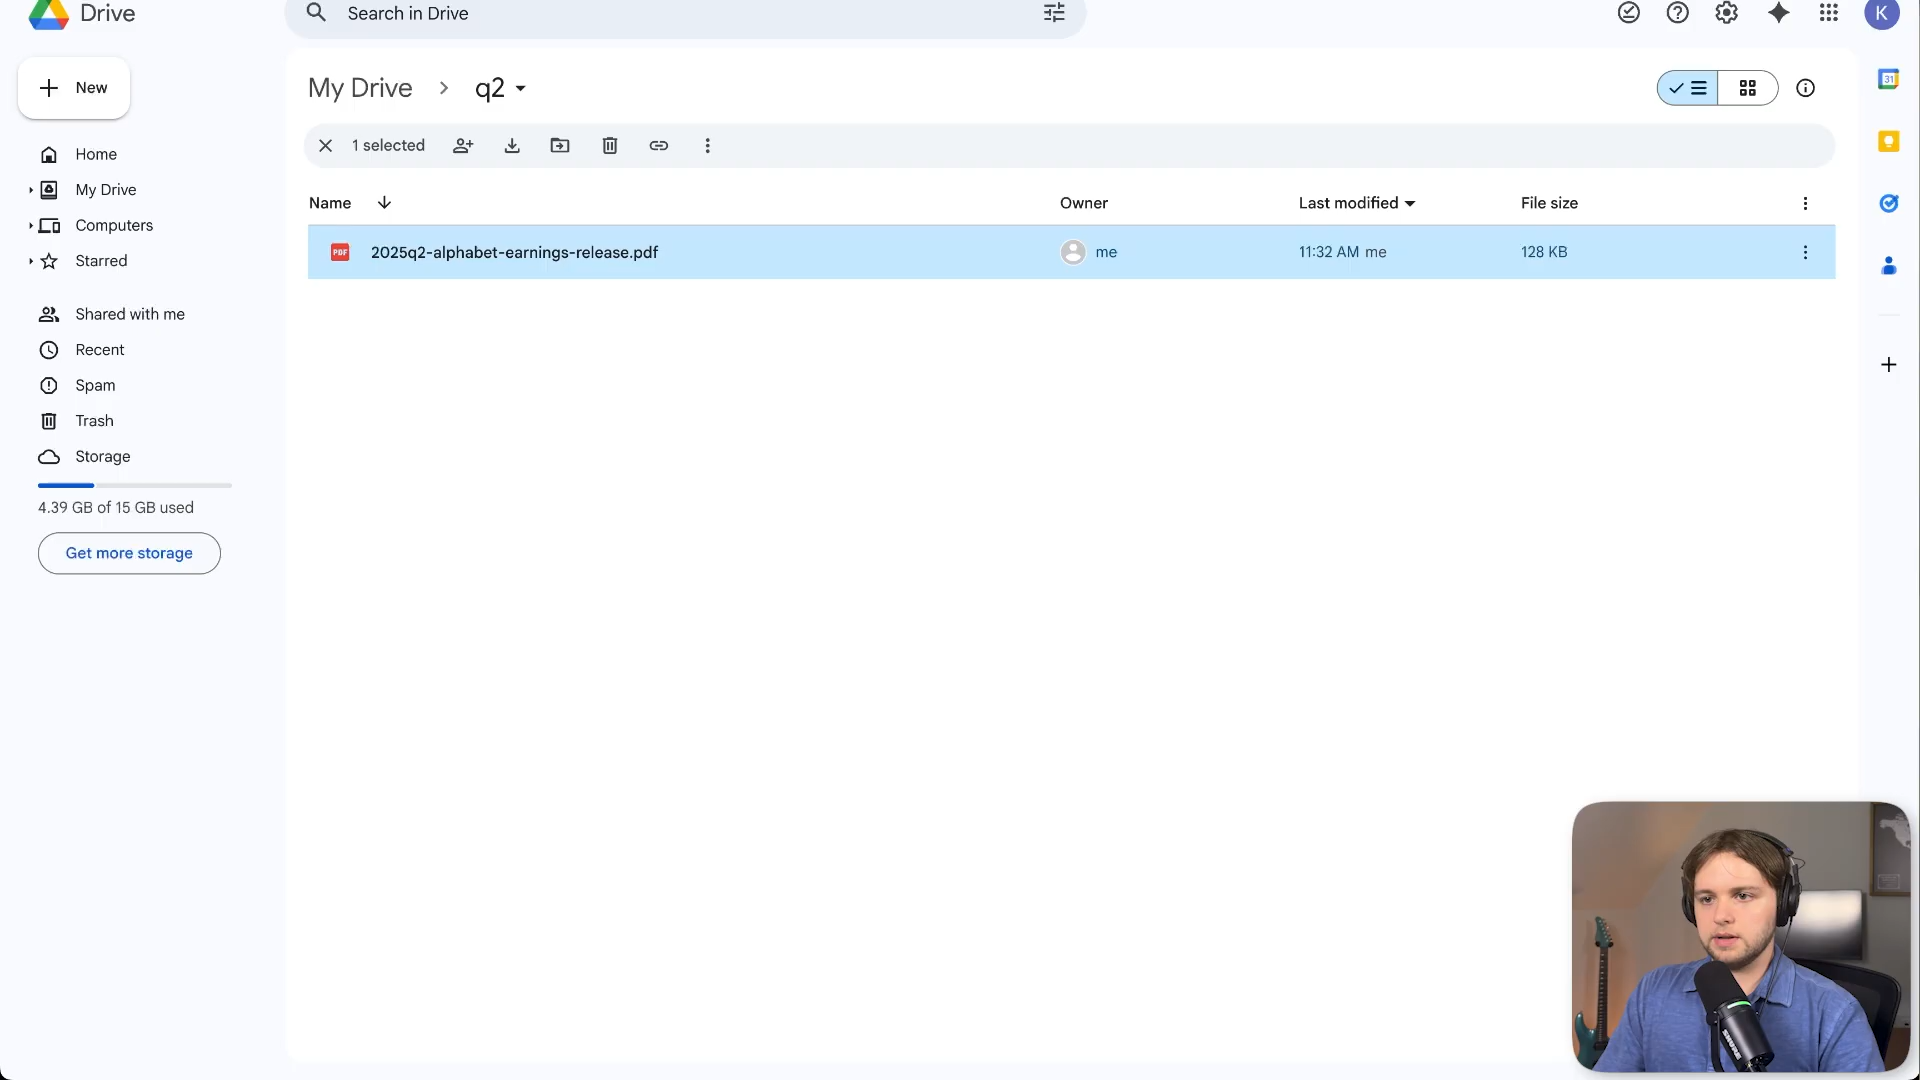 Drive
Search in Drive
K
New
My Drive
q2
31
1 selected
Home
My Drive
Computers
Starred
Name
Owner
Last modified
File size
PDF
2025q2-alphabet-earnings-release.pdf
me
11:32 AM me
128 KB
Shared with me
Recent
Spam
Trash
Storage
4.39 GB of 15 GB used
Get more storage
SHURE